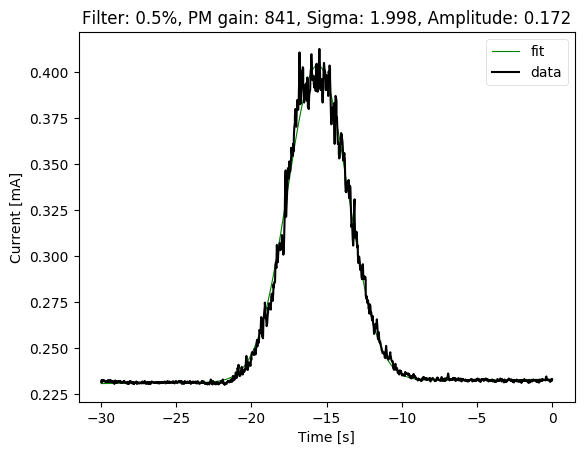 Filter: 0.5%, PM gain: 841, Sigma: 1.998, Amplitude: 0.172
fit
data
0.400
0.375
0.350
0.325
0.300
0.275
0.250
0.225
Current [mA]
−30 −25 −20 −15 −10 −5 0
Time [s]